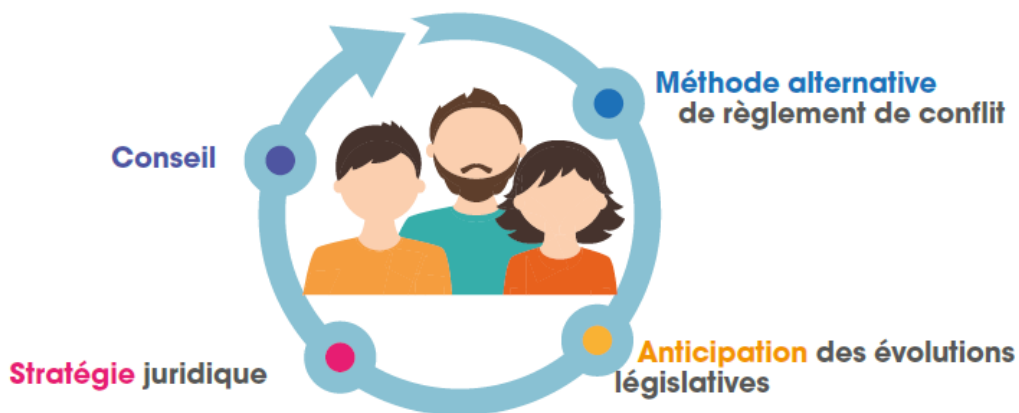 Méthode alternative
de règlement de conflit
Conseil
Anticipation des évolutions
législatives
Stratégie juridique